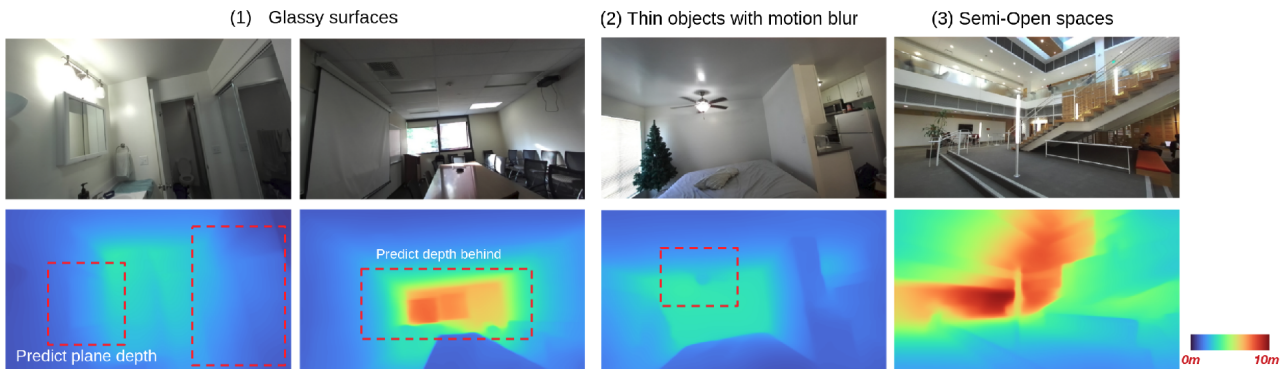 (1) Glassy surfaces
(2) Thin objects with motion blur
(3) Semi-Open spaces
Predict depth behind
Predict plane depth
0m 10m